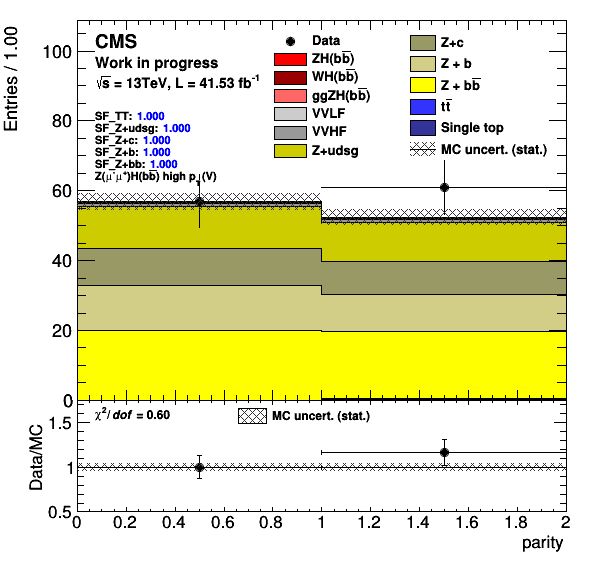 Entries / 1.00
100
80
60
40
20
0
CMS
Work in progress
√s = 13TeV, L = 41.53 fb⁻¹
SF_TT: 1.000
SF_Z+udsg: 1.000
SF_Z+c: 1.000
SF_Z+b: 1.000
SF_Z+bb: 1.000
Z(μ⁻μ⁺)H(bb̅) high p_T(V)
Data
ZH(bb̅)
WH(bb̅)
ggZH(bb̅)
VVLF
VVHF
Z+udsg
Z+c
Z + b
Z + bb̅
tt̅
Single top
MC uncert. (stat.)
Data/MC
1.5
1
0.5
χ²/dof = 0.60
MC uncert. (stat.)
0 0.2 0.4 0.6 0.8 1 1.2 1.4 1.6 1.8 2
parity